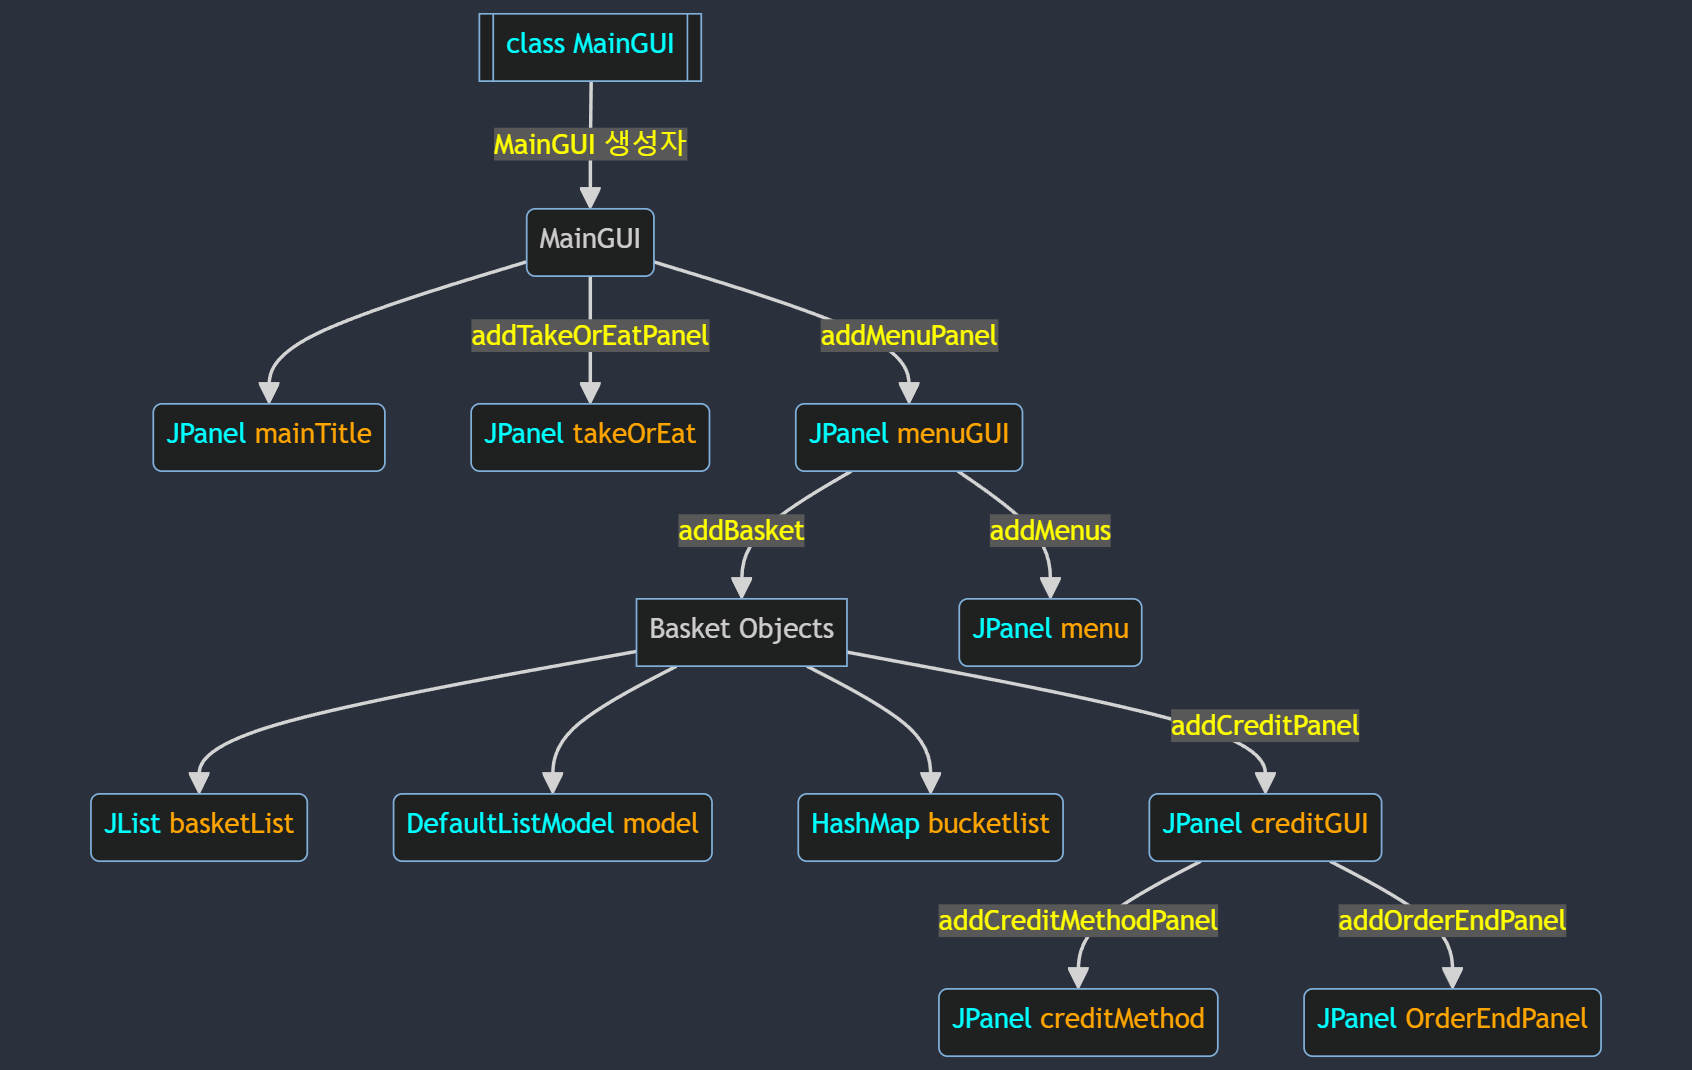 class MainGUI
MainGUI 생성자
MainGUI
addTakeOrEatPanel
addMenuPanel
JPanel mainTitle
JPanel takeOrEat
JPanel menuGUI
addBasket
addMenus
Basket Objects
JPanel menu
addCreditPanel
JList basketList
DefaultListModel model
HashMap bucketlist
JPanel creditGUI
addCreditMethodPanel
addOrderEndPanel
JPanel creditMethod
JPanel OrderEndPanel